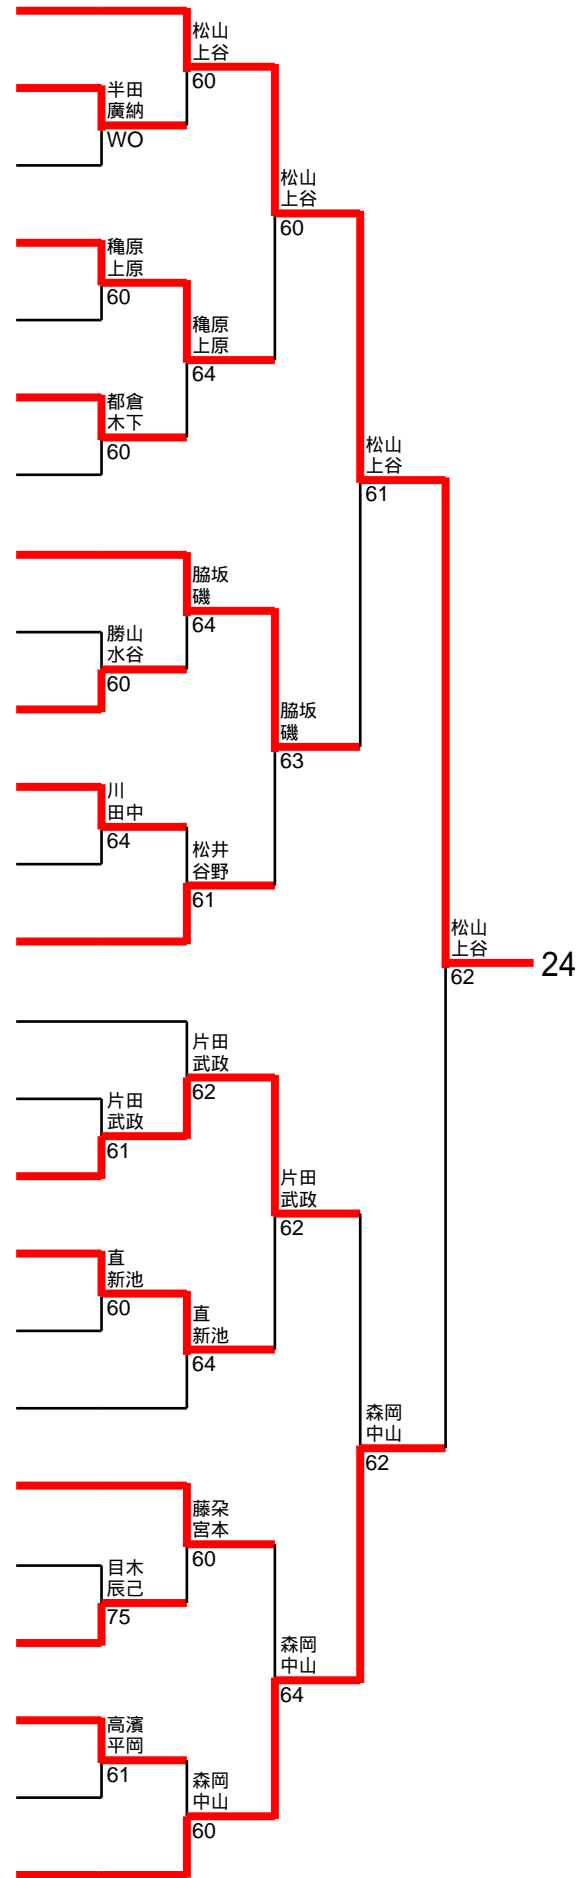 松山
上谷
60
半田
廣納
WO
松山
上谷
60
穐原
上原
60
穐原
上原
64
都倉
木下
60
松山
上谷
61
脇坂
磯
64
勝山
水谷
60
脇坂
磯
63
川
田中
64
松井
谷野
61
松山
上谷
62
24
片田
武政
62
片田
武政
61
片田
武政
62
直
新池
60
直
新池
64
森岡
中山
62
藤朶
宮本
60
目木
辰己
75
森岡
中山
64
高濱
平岡
61
森岡
中山
60